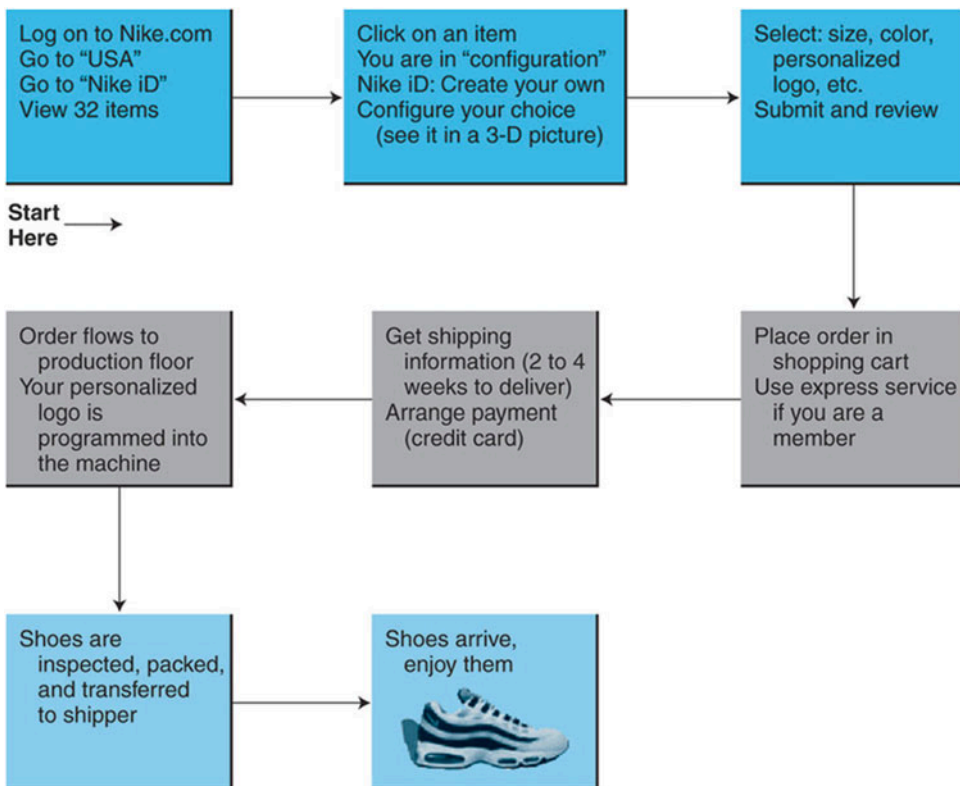 Log on to Nike.com
Go to “USA”
Go to “Nike iD”
View 32 items
Click on an item
You are in “configuration”
Nike iD: Create your own
Configure your choice
(see it in a 3-D picture)
Select: size, color,
personalized
logo, etc.
Submit and review
Start
Here
Place order in
shopping cart
Use express service
if you are a
member
Get shipping
information (2 to 4
weeks to deliver)
Arrange payment
(credit card)
Order flows to
production floor
Your personalized
logo is
programmed into
the machine
Shoes are
inspected, packed,
and transferred
to shipper
Shoes arrive,
enjoy them